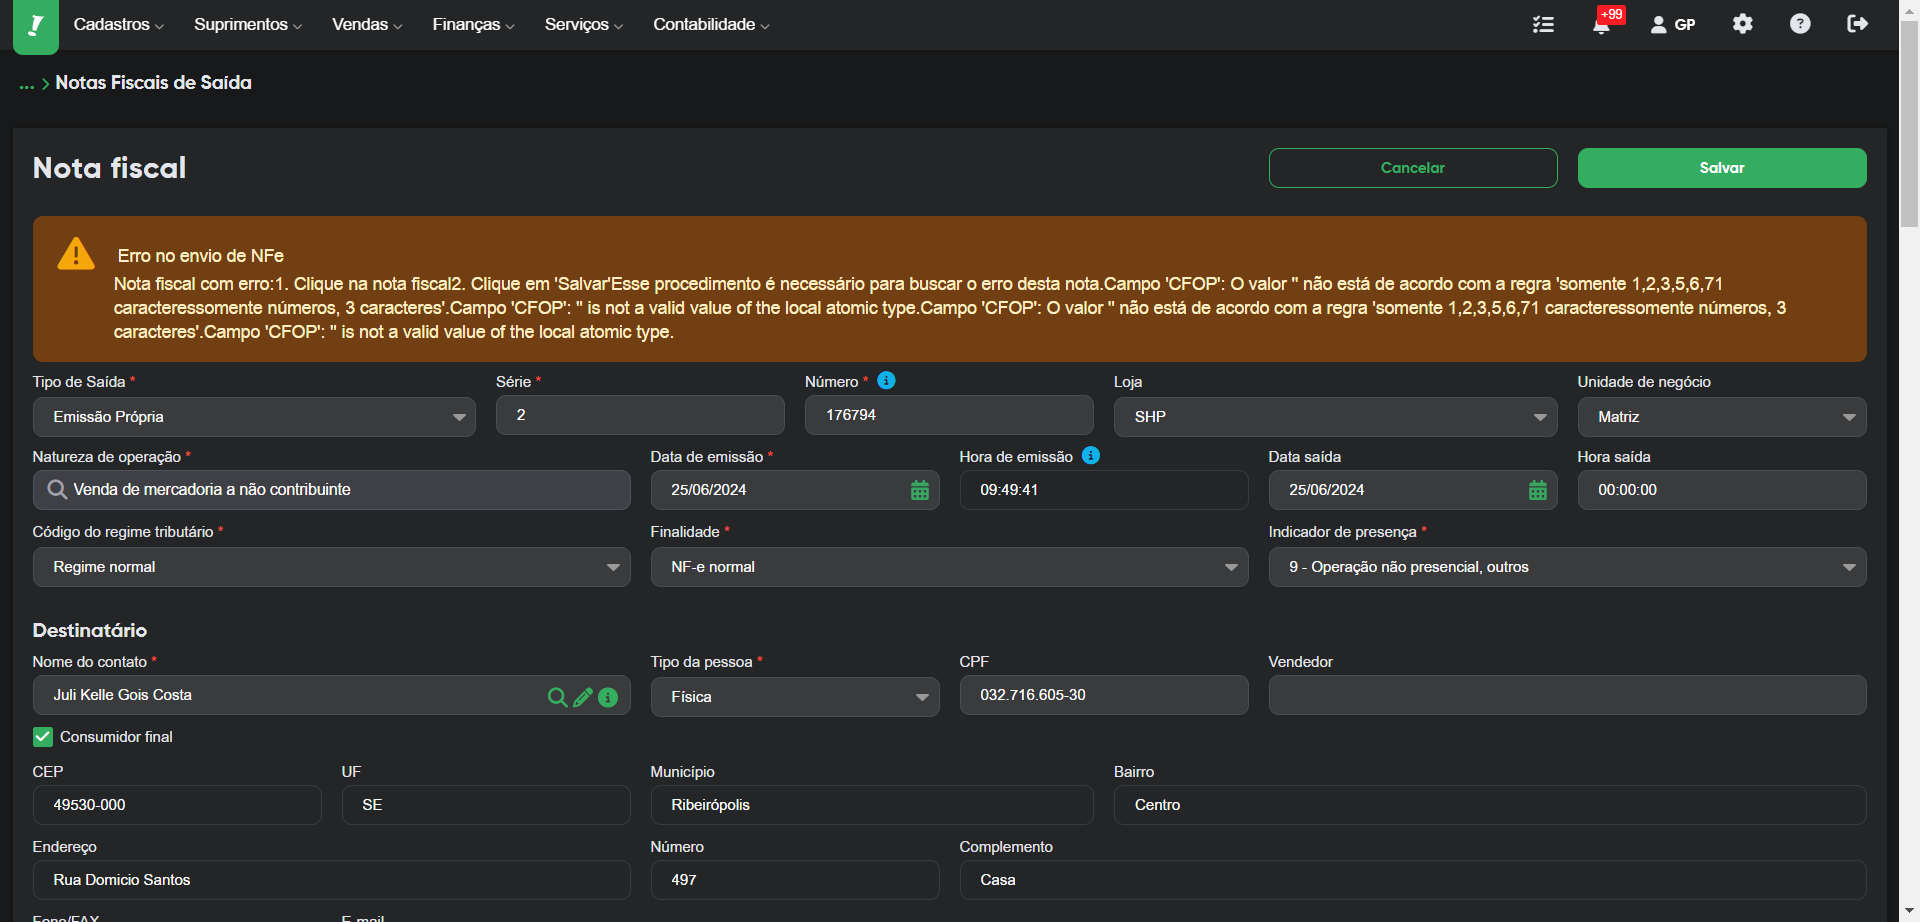 Cadastros Suprimentos Vendas Finanças Serviços Contabilidade +99 GP
... > Notas Fiscais de Saída
Nota fiscal Cancelar Salvar
Erro no envio de NFe
Nota fiscal com erro:1. Clique na nota fiscal2. Clique em 'Salvar'Esse procedimento é necessário para buscar o erro desta nota.Campo 'CFOP': O valor '' não está de acordo com a regra 'somente 1,2,3,5,6,71
caracteressomente números, 3 caracteres'.Campo 'CFOP': '' is not a valid value of the local atomic type.Campo 'CFOP': O valor '' não está de acordo com a regra 'somente 1,2,3,5,6,71 caracteressomente números, 3
caracteres'.Campo 'CFOP': '' is not a valid value of the local atomic type.
Tipo de Saída * Série * Número * Loja Unidade de negócio
Emissão Própria 2 176794 SHP Matriz
Natureza de operação * Data de emissão * Hora de emissão Data saída Hora saída
Venda de mercadoria a não contribuinte 25/06/2024 09:49:41 25/06/2024 00:00:00
Código do regime tributário * Finalidade * Indicador de presença *
Regime normal NF-e normal 9 - Operação não presencial, outros
Destinatário
Nome do contato * Tipo da pessoa * CPF Vendedor
Juli Kelle Gois Costa Física 032.716.605-30
Consumidor final
CEP UF Município Bairro
49530-000 SE Ribeirópolis Centro
Endereço Número Complemento
Rua Domicio Santos 497 Casa
Fone/FAX E-mail